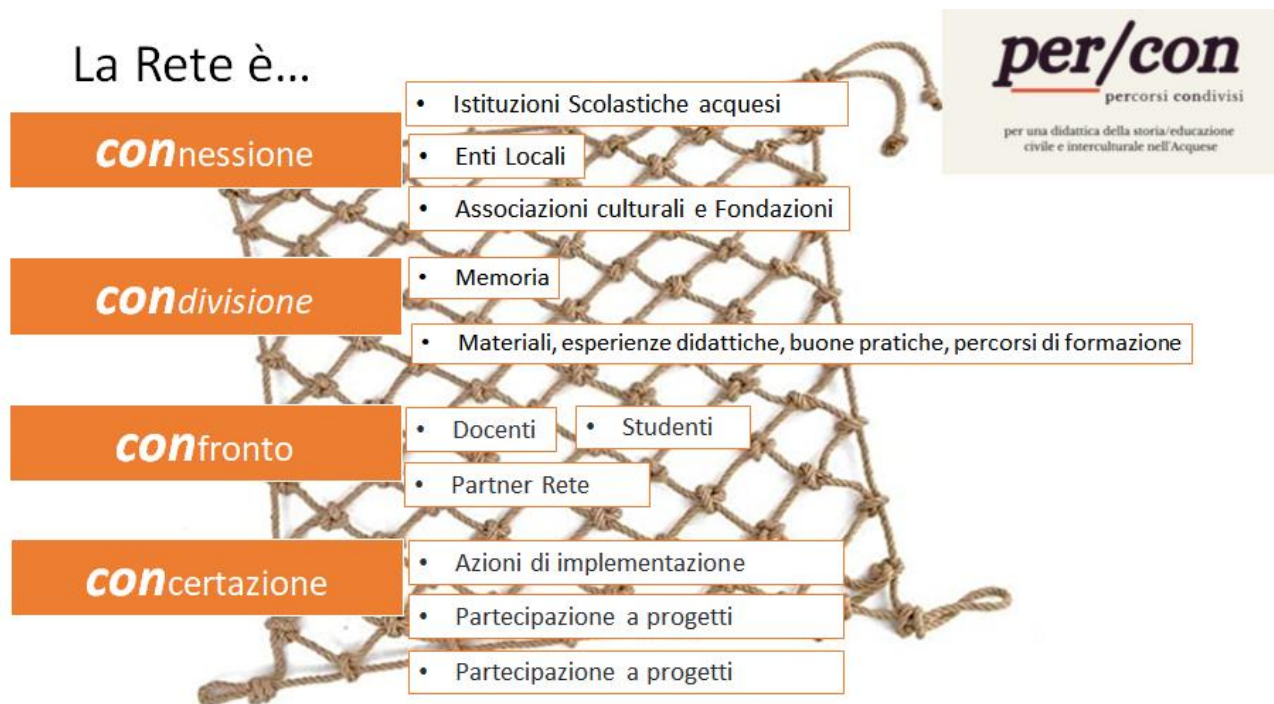 La Rete è...
per/con
percorsi condivisi
per una didattica della storia/educazione
civile e interculturale nell'Acquese
connessione
• Istituzioni Scolastiche acquesi
• Enti Locali
• Associazioni culturali e Fondazioni
condivisione
• Memoria
• Materiali, esperienze didattiche, buone pratiche, percorsi di formazione
confronto
• Docenti
• Studenti
• Partner Rete
concertazione
• Azioni di implementazione
• Partecipazione a progetti
• Partecipazione a progetti